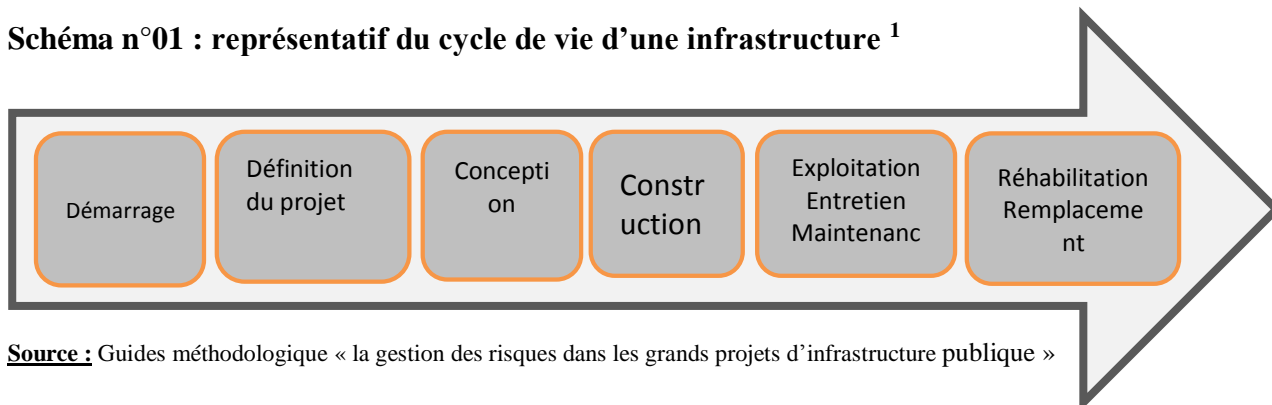 Schéma n°01 : représentatif du cycle de vie d’une infrastructure 1
Démarrage
Définition
du projet
Concepti
on
Constr
uction
Exploitation
Entretien
Maintenanc
Réhabilitation
Remplaceme
nt
Source : Guides méthodologique « la gestion des risques dans les grands projets d’infrastructure publique »